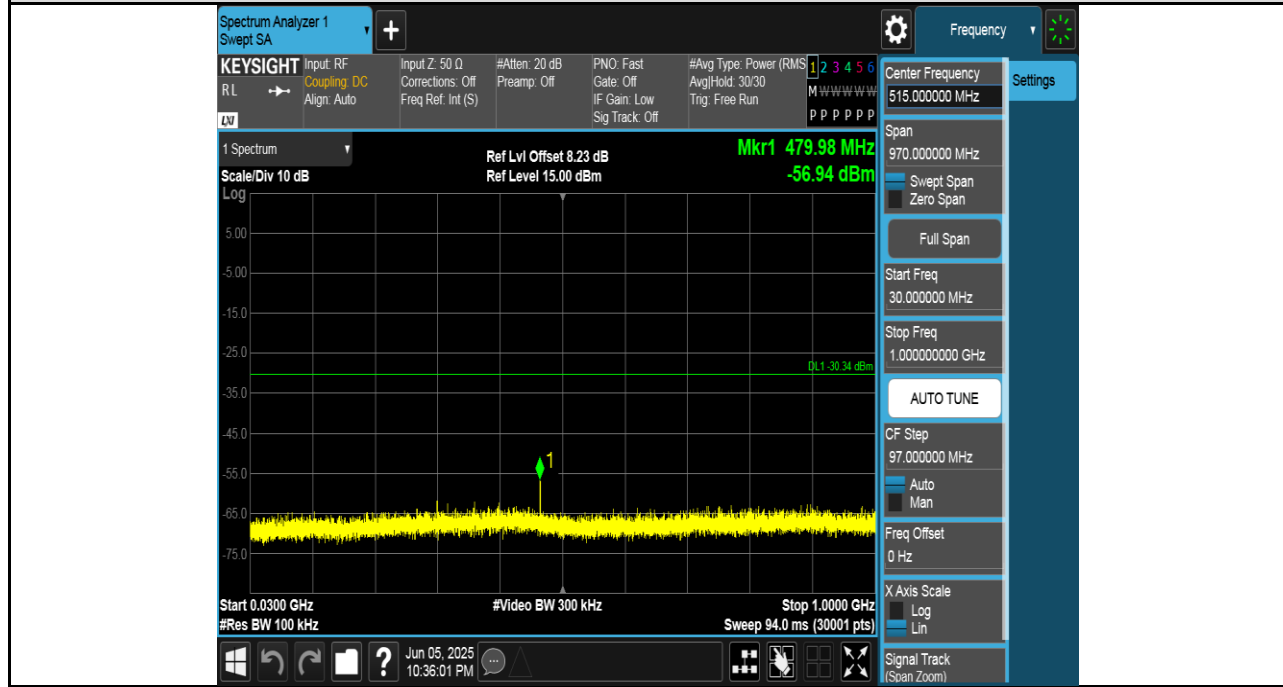 Spectrum Analyzer 1
Swept SA
+
Frequency
KEYSIGHT
RL
LXI
Input: RF
Coupling: DC
Align: Auto
Input Z: 50 Ω
Corrections: Off
Freq Ref: Int (S)
#Atten: 20 dB
Preamp: Off
PNO: Fast
Gate: Off
IF Gain: Low
Sig Track: Off
#Avg Type: Power (RMS
Avg|Hold: 30/30
Trig: Free Run
1 2 3 4 5 6
M W W W W W
P P P P P P
1 Spectrum
Scale/Div 10 dB
Log
Ref Lvl Offset 8.23 dB
Ref Level 15.00 dBm
Mkr1 479.98 MHz
-56.94 dBm
5.00
-5.00
-15.0
-25.0
DL1 -30.34 dBm
-35.0
-45.0
1
-55.0
-65.0
-75.0
Start 0.0300 GHz
#Res BW 100 kHz
#Video BW 300 kHz
Stop 1.0000 GHz
Sweep 94.0 ms (30001 pts)
?
Jun 05, 2025
10:36:01 PM
Center Frequency
515.000000 MHz
Settings
Span
970.000000 MHz
Swept Span
Zero Span
Full Span
Start Freq
30.000000 MHz
Stop Freq
1.000000000 GHz
AUTO TUNE
CF Step
97.000000 MHz
Auto
Man
Freq Offset
0 Hz
X Axis Scale
Log
Lin
Signal Track
(Span Zoom)